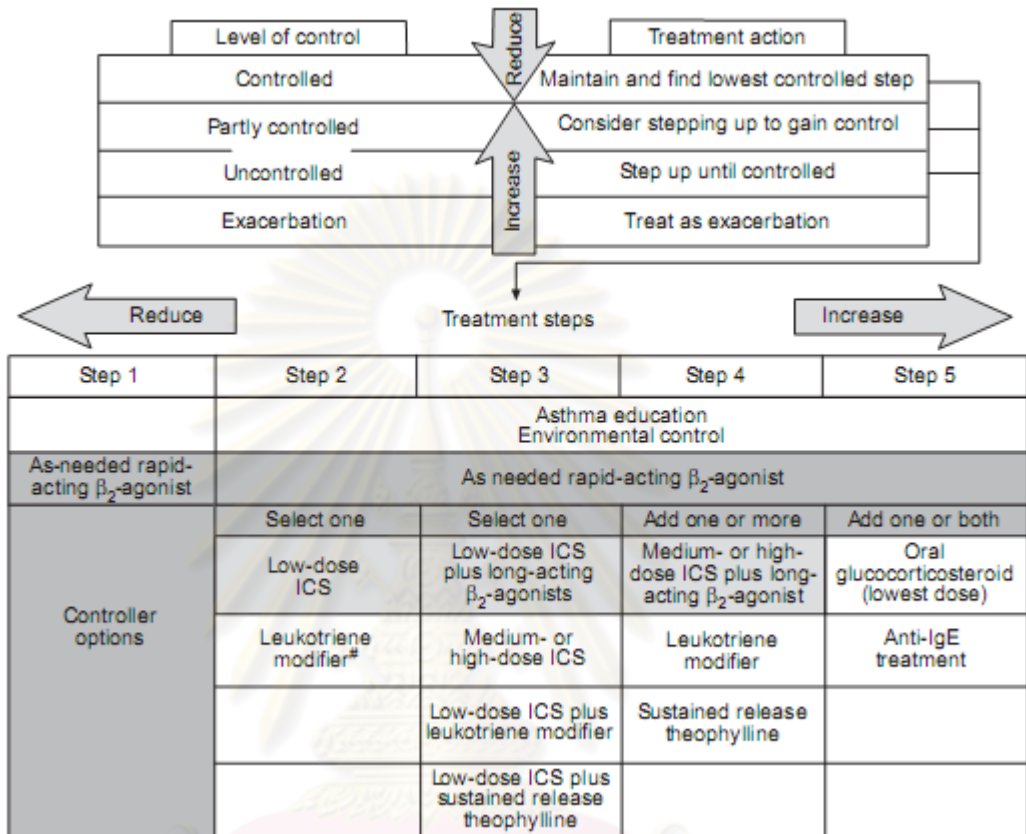 Level of control
Treatment action
Reduce
Controlled
Maintain and find lowest controlled step
Partly controlled
Consider stepping up to gain control
Increase
Uncontrolled
Step up until controlled
Exacerbation
Treat as exacerbation
Reduce
Treatment steps
Increase
Step 1
Step 2
Step 3
Step 4
Step 5
Asthma education
Environmental control
As-needed rapid-
acting β₂-agonist
As needed rapid-acting β₂-agonist
Controller
options
Select one
Select one
Add one or more
Add one or both
Low-dose
ICS
Low-dose ICS
plus long-acting
β₂-agonists
Medium- or high-
dose ICS plus long-
acting β₂-agonist
Oral
glucocorticosteroid
(lowest dose)
Leukotriene
modifier#
Medium- or
high-dose ICS
Leukotriene
modifier
Anti-IgE
treatment
Low-dose ICS plus
leukotriene modifier
Sustained release
theophylline
Low-dose ICS plus
sustained release
theophylline